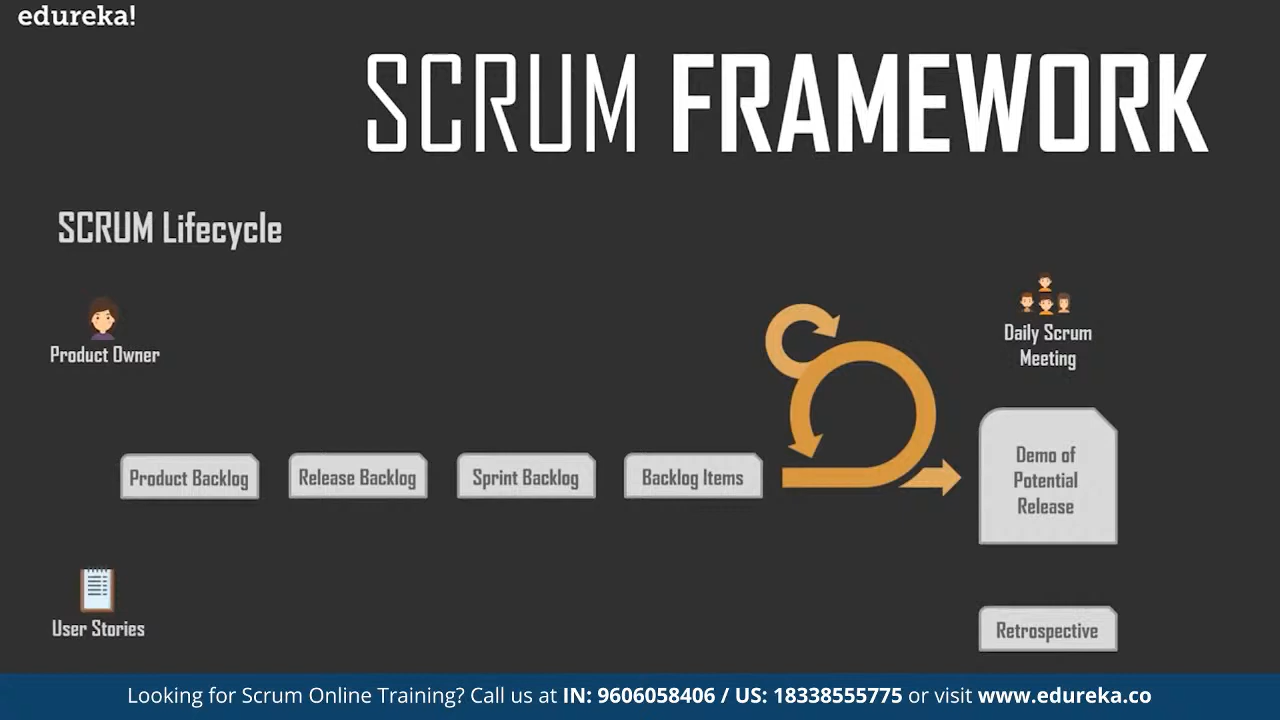 edureka!
SCRUM FRAMEWORK
SCRUM Lifecycle
Product Owner
Daily Scrum
Meeting
Product Backlog
Release Backlog
Sprint Backlog
Backlog Items
Demo of
Potential
Release
User Stories
Retrospective
Looking for Scrum Online Training? Call us at IN: 9606058406 / US: 18338555775 or visit www.edureka.co